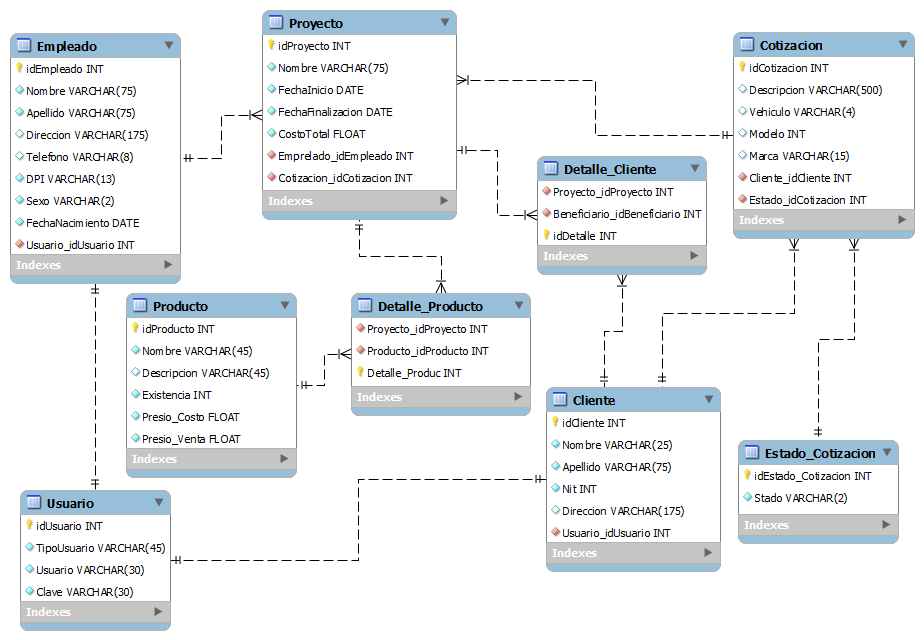 Empleado
idEmpleado INT
Nombre VARCHAR(75)
Apellido VARCHAR(75)
Direccion VARCHAR(175)
Telefono VARCHAR(8)
DPI VARCHAR(13)
Sexo VARCHAR(2)
FechaNacimiento DATE
Usuario_idUsuario INT
Indexes
Proyecto
idProyecto INT
Nombre VARCHAR(75)
FechaInicio DATE
FechaFinalizacion DATE
CostoTotal FLOAT
Emprelado_idEmpleado INT
Cotizacion_idCotizacion INT
Indexes
Cotizacion
idCotizacion INT
Descripcion VARCHAR(500)
Vehiculo VARCHAR(4)
Modelo INT
Marca VARCHAR(15)
Cliente_idCliente INT
Estado_idCotizacion INT
Indexes
Detalle_Cliente
Proyecto_idProyecto INT
Beneficiario_idBeneficiario INT
idDetalle INT
Indexes
Producto
idProducto INT
Nombre VARCHAR(45)
Descripcion VARCHAR(45)
Existencia INT
Presio_Costo FLOAT
Presio_Venta FLOAT
Indexes
Detalle_Producto
Proyecto_idProyecto INT
Producto_idProducto INT
Detalle_Produc INT
Indexes
Cliente
idCliente INT
Nombre VARCHAR(25)
Apellido VARCHAR(75)
Nit INT
Direccion VARCHAR(175)
Usuario_idUsuario INT
Indexes
Estado_Cotizacion
idEstado_Cotizacion INT
Stado VARCHAR(2)
Indexes
Usuario
idUsuario INT
TipoUsuario VARCHAR(45)
Usuario VARCHAR(30)
Clave VARCHAR(30)
Indexes